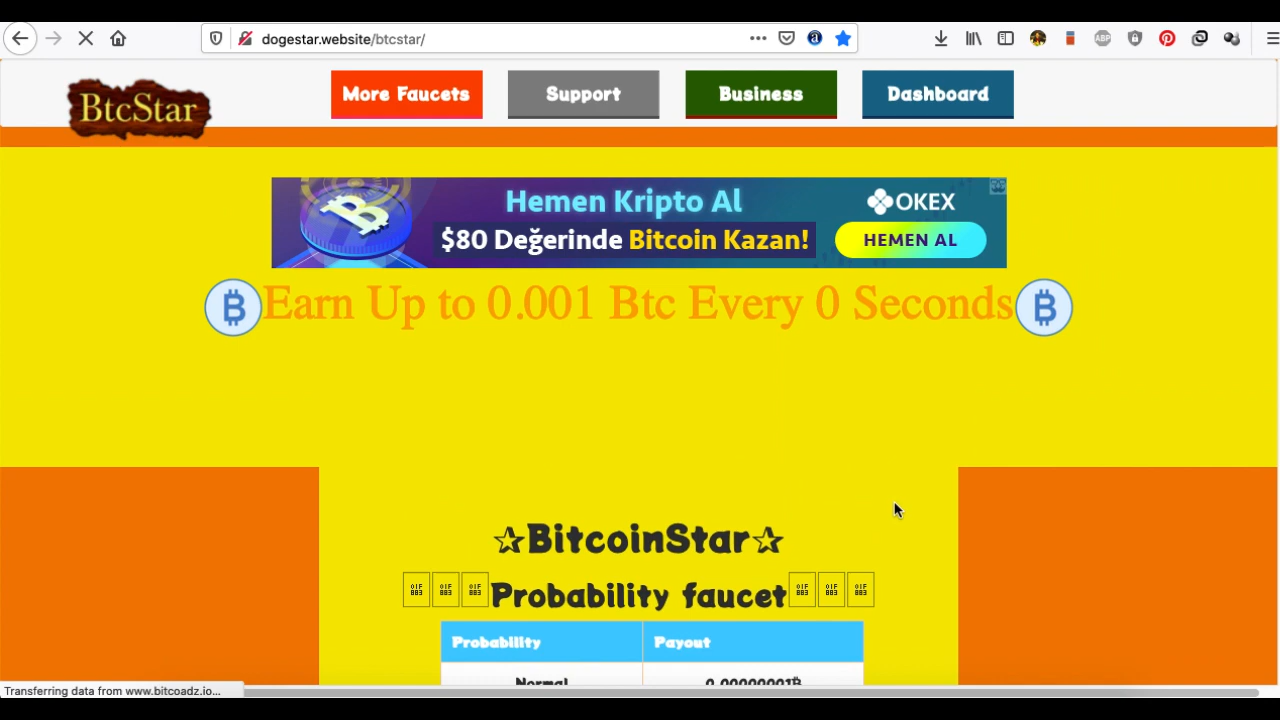 dogestar.website/btcstar/
ABP
BtcStar
More Faucets
Support
Business
Dashboard
Hemen Kripto Al
$80 Değerinde Bitcoin Kazan!
OKEX
HEMEN AL
Earn Up to 0.001 Btc Every 0 Seconds
☆BitcoinStar☆
Probability faucet
Probability
Payout
Normal
0.00000001₿
Transferring data from www.bitcoadz.io...